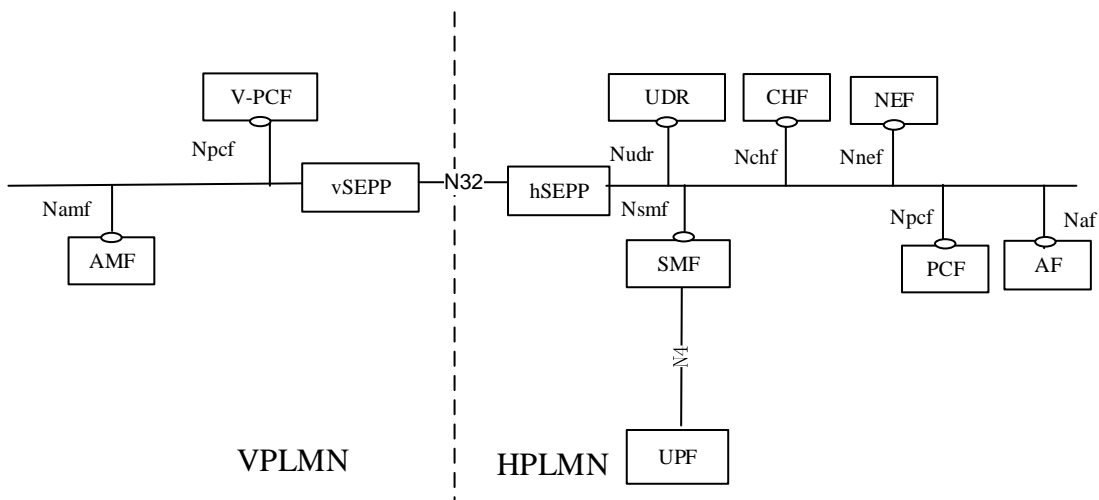 V-PCF
UDR
CHF
NEF
Npcf
Nudr
Nchf
Nnef
vSEPP
N32
hSEPP
Namf
Nsmf
Npcf
Naf
AMF
SMF
PCF
AF
N4
VPLMN
HPLMN
UPF